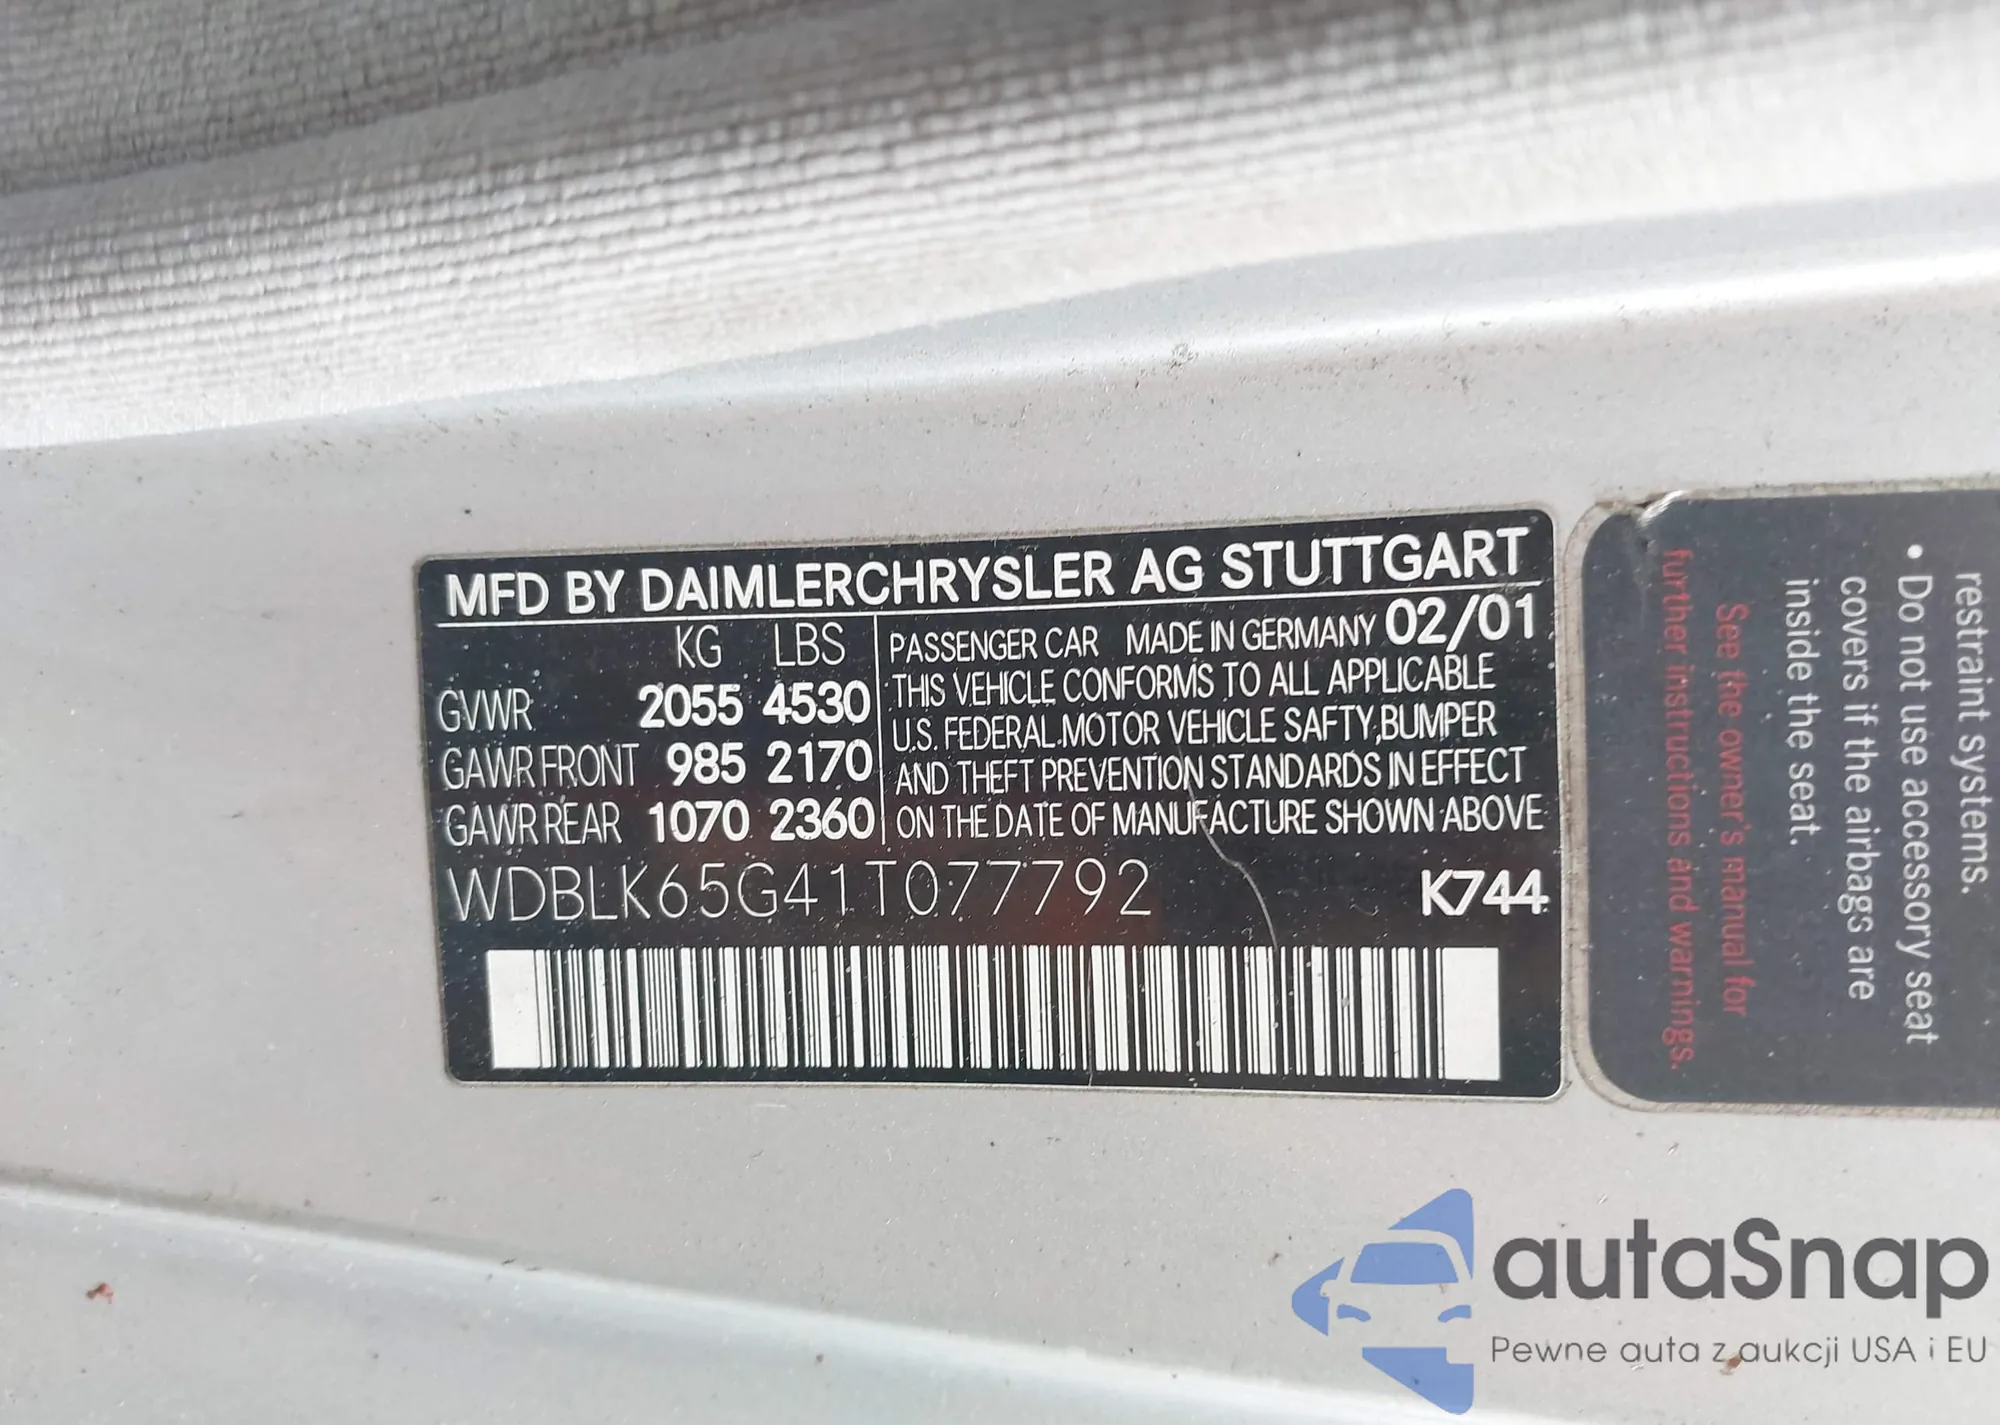 MFD BY DAIMLERCHRYSLER AG STUTTGART
KG LBS
GVWR 2055 4530
GAWR FRONT 985 2170
GAWR REAR 1070 2360
PASSENGER CAR MADE IN GERMANY 02/01
THIS VEHICLE CONFORMS TO ALL APPLICABLE
U.S. FEDERAL MOTOR VEHICLE SAFTY,BUMPER
AND THEFT PREVENTION STANDARDS IN EFFECT
ON THE DATE OF MANUFACTURE SHOWN ABOVE
WDBLK65G41T077792 K744
restraint systems.
• Do not use accessory seat
covers if the airbags are
inside the seat.
See the owner's manual for
further instructions and warnings.
autaSnap
Pewne auta z aukcji USA i EU